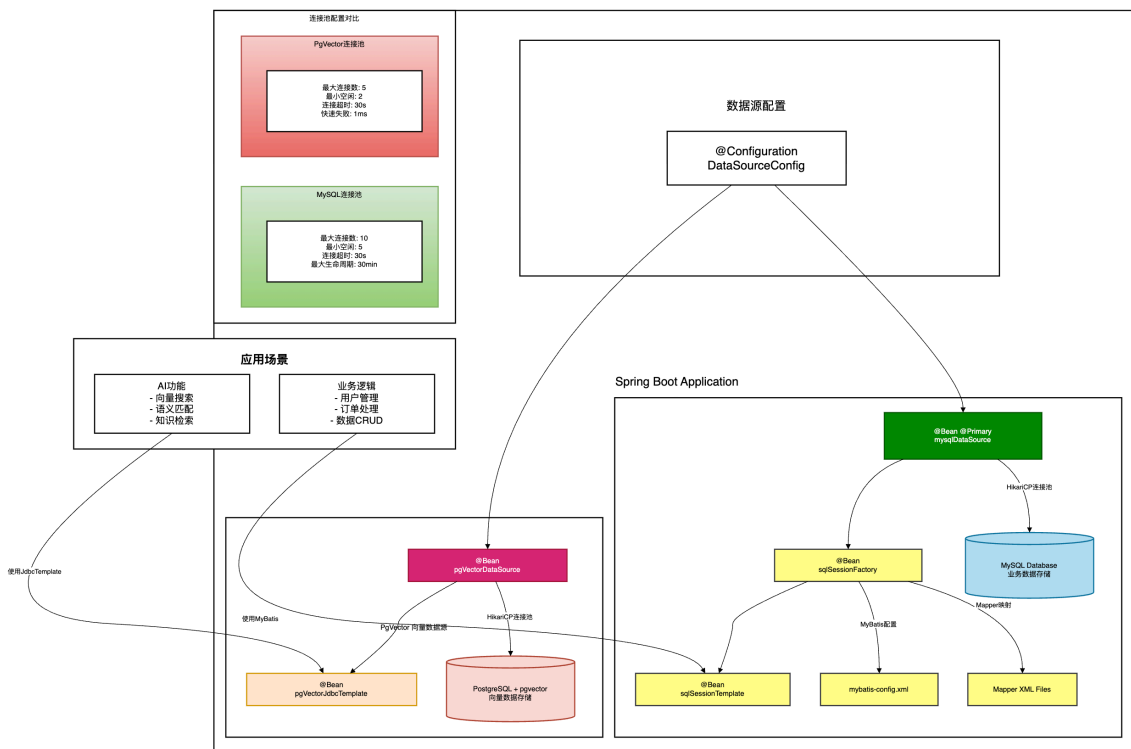 连接池配置对比
PgVector连接池
最大连接数: 5
最小空闲: 2
连接超时: 30s
快速失败: 1ms
MySQL连接池
最大连接数: 10
最小空闲: 5
连接超时: 30s
最大生命周期: 30min
数据源配置
@Configuration
DataSourceConfig
应用场景
AI功能
- 向量搜索
- 语义匹配
- 知识检索
业务逻辑
- 用户管理
- 订单处理
- 数据CRUD
Spring Boot Application
@Bean @Primary
mysqlDataSource
HikariCP连接池
MySQL Database
业务数据存储
@Bean
pgVectorDataSource
@Bean
sqlSessionFactory
使用JdbcTemplate
使用MyBatis
PgVector 向量数据源
HikariCP连接池
MyBatis配置
Mapper映射
@Bean
pgVectorJdbcTemplate
PostgreSQL + pgvector
向量数据存储
@Bean
sqlSessionTemplate
mybatis-config.xml
Mapper XML Files